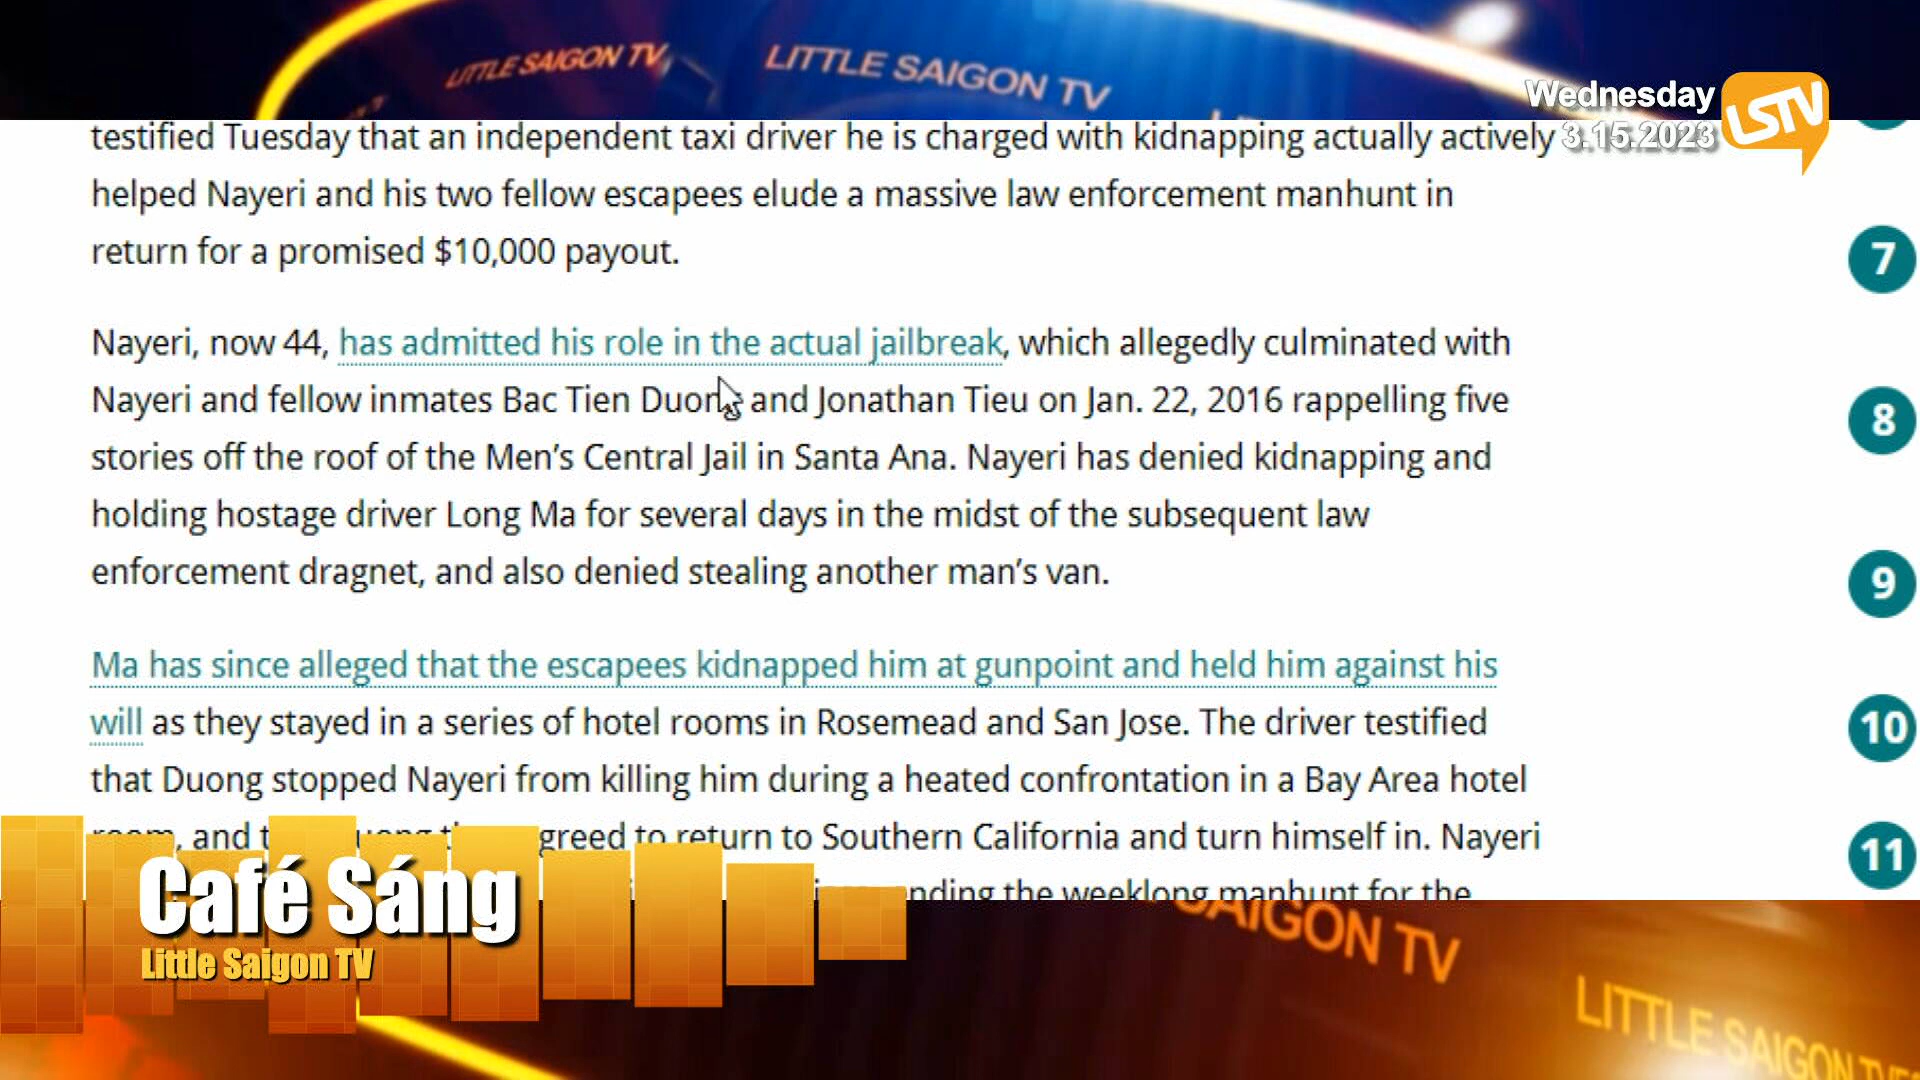 LITTLE SAIGON TV
LITTLE SAIGON TV
Wednesday
3.15.2023
LSTV
testified Tuesday that an independent taxi driver he is charged with kidnapping actually actively
helped Nayeri and his two fellow escapees elude a massive law enforcement manhunt in
return for a promised $10,000 payout.
7
Nayeri, now 44, has admitted his role in the actual jailbreak, which allegedly culminated with
Nayeri and fellow inmates Bac Tien Duong and Jonathan Tieu on Jan. 22, 2016 rappelling five
8
stories off the roof of the Men’s Central Jail in Santa Ana. Nayeri has denied kidnapping and
holding hostage driver Long Ma for several days in the midst of the subsequent law
enforcement dragnet, and also denied stealing another man’s van.
9
Ma has since alleged that the escapees kidnapped him at gunpoint and held him against his
will as they stayed in a series of hotel rooms in Rosemead and San Jose. The driver testified
10
that Duong stopped Nayeri from killing him during a heated confrontation in a Bay Area hotel
room, and to return to Southern California and turn himself in. Nayeri
11
the weeklong manhunt for the
Café Sáng
Little Saigon TV
SAIGON TV
LITTLE SAIGON TV